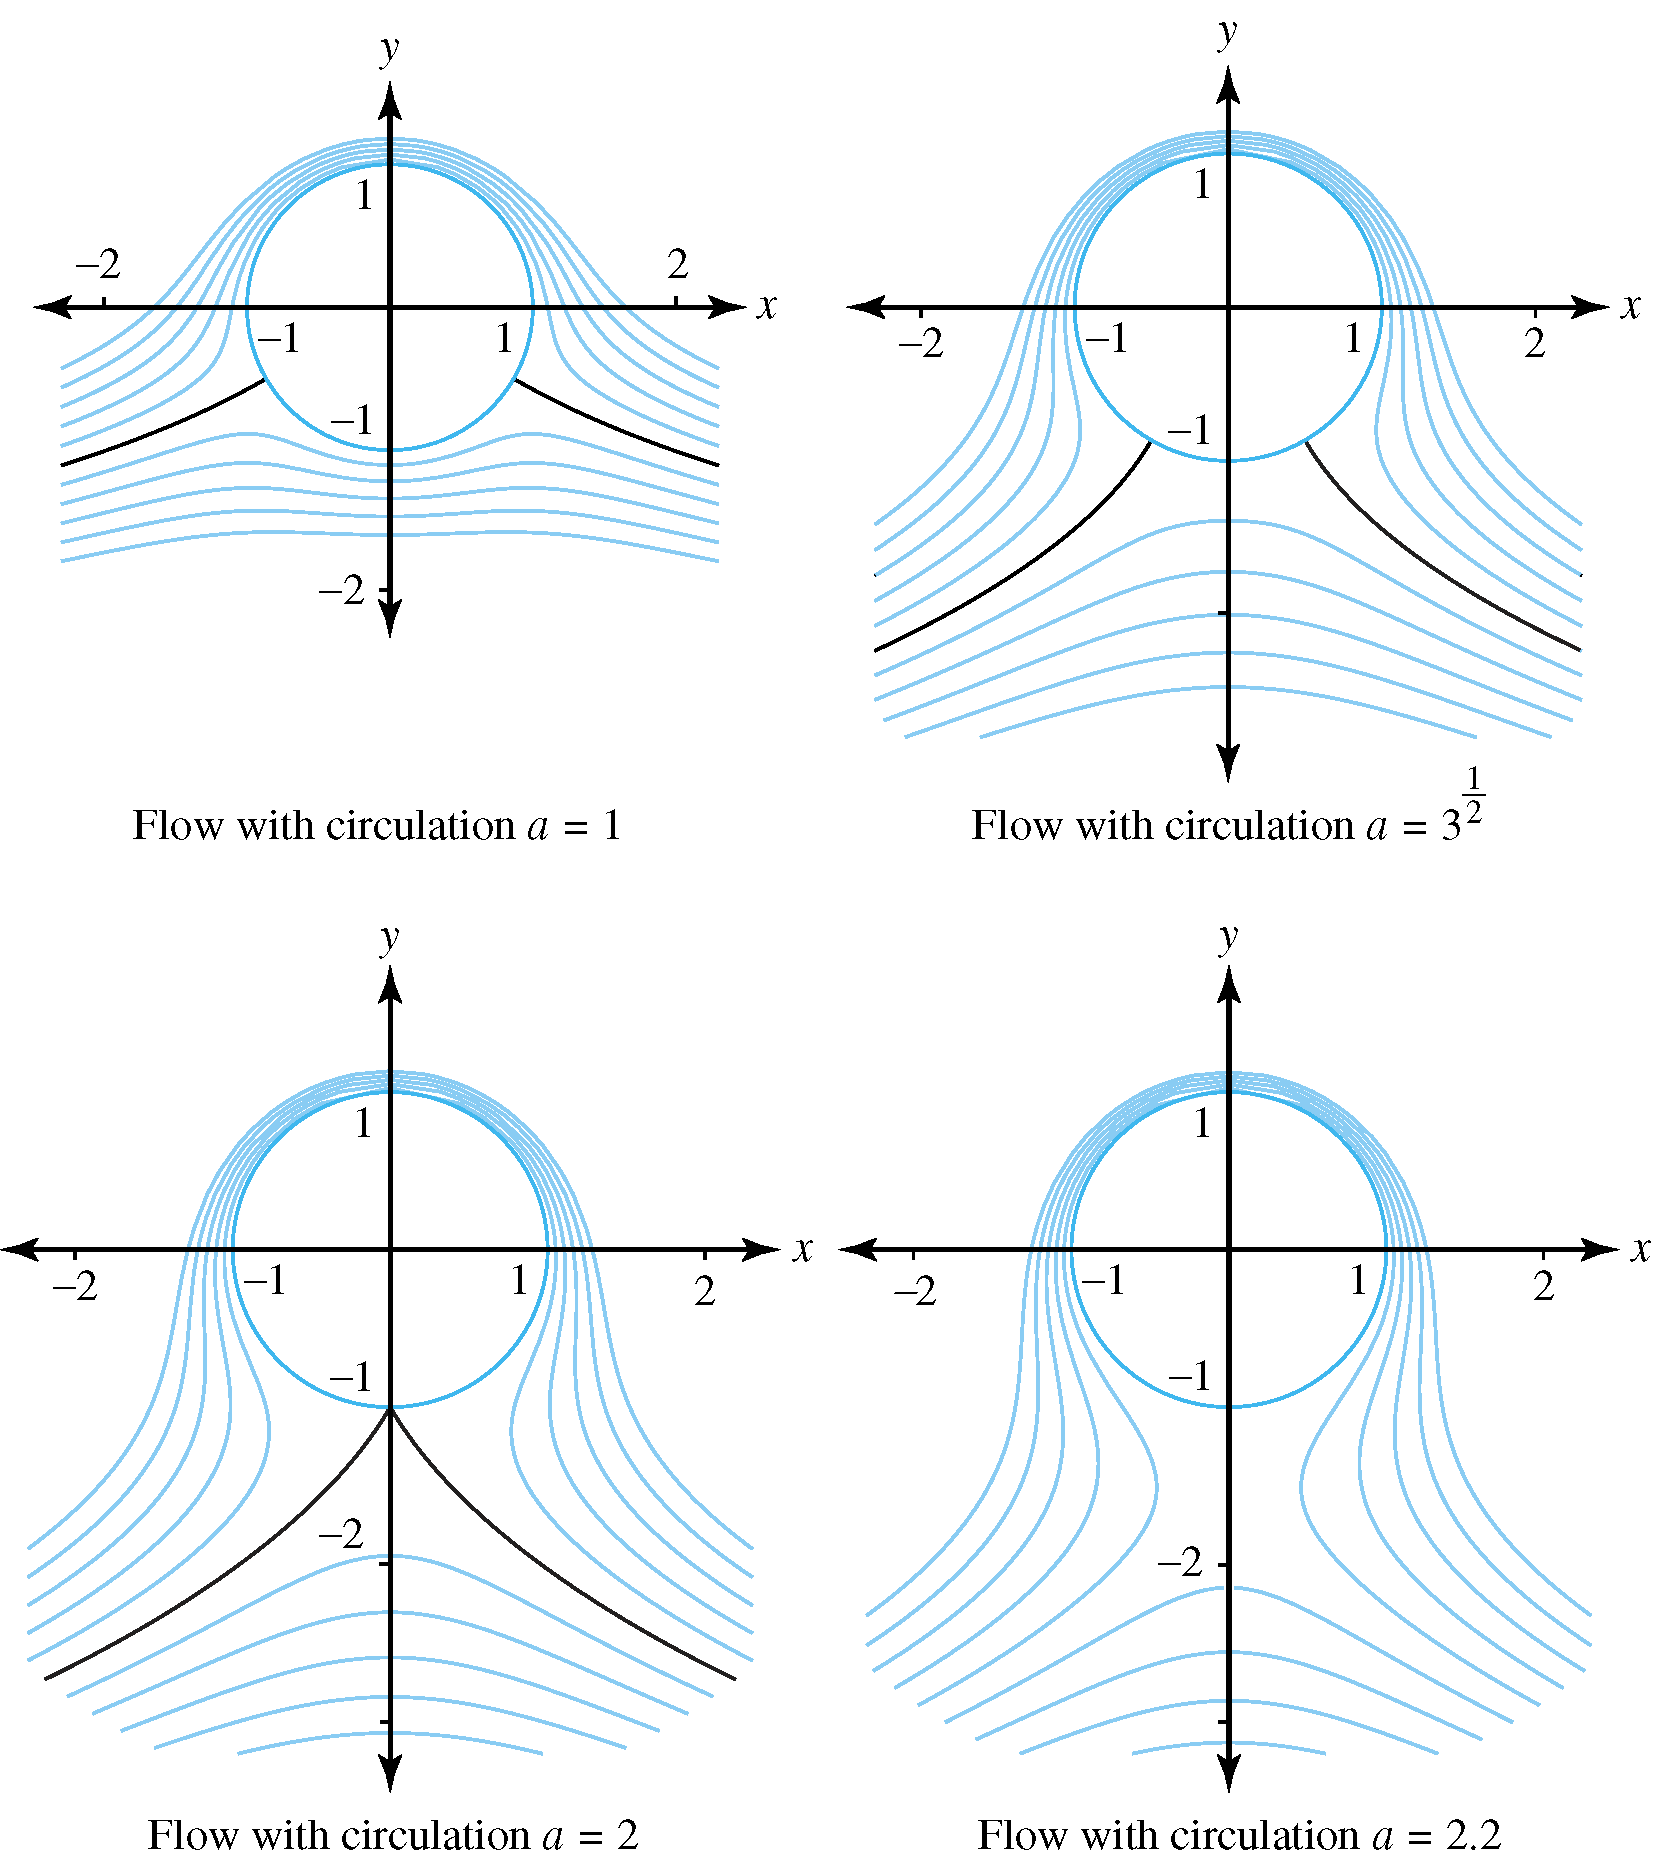 y
1
−2
2
x
−1
1
−1
−2
Flow with circulation a = 1
y
1
x
−2
−1
1
2
−1
Flow with circulation a = 3^{\frac{1}{2}}
y
1
x
−2
−1
1
2
−1
−2
Flow with circulation a = 2
y
1
x
−2
−1
1
2
−1
−2
Flow with circulation a = 2.2